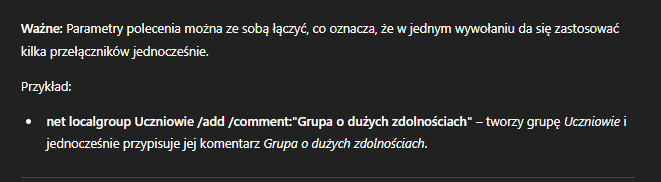 Ważne: Parametry polecenia można ze sobą łączyć, co oznacza, że w jednym wywołaniu da się zastosować
kilka przełączników jednocześnie.
Przykład:
• net localgroup Uczniowie /add /comment:"Grupa o dużych zdolnościach" – tworzy grupę Uczniowie i
jednocześnie przypisuje jej komentarz Grupa o dużych zdolnościach.